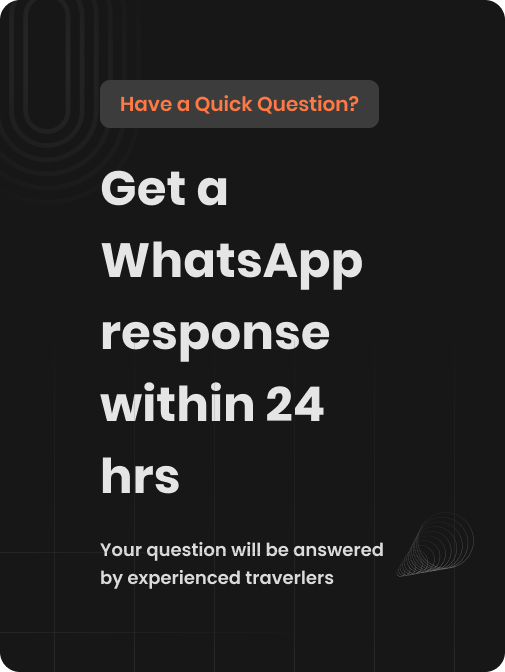 Have a Quick Question?
Get a
WhatsApp
response
within 24
hrs
Your question will be answered
by experienced traverlers